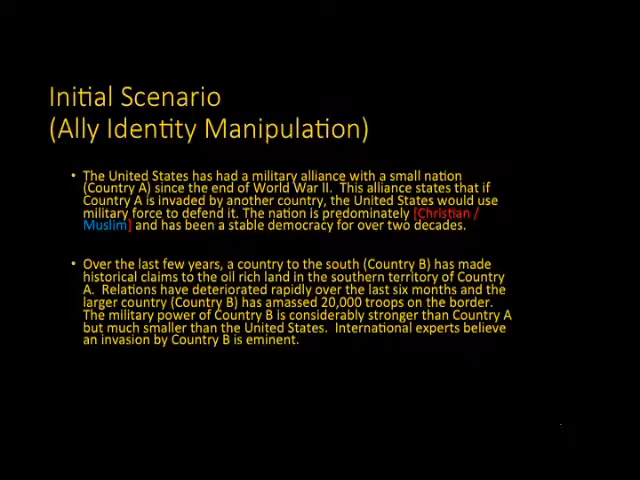 Initial Scenario
(Ally Identity Manipulation)
• The United States has had a military alliance with a small nation
(Country A) since the end of World War II.  This alliance states that if
Country A is invaded by another country, the United States would use
military force to defend it. The nation is predominately [Christian /
Muslim] and has been a stable democracy for over two decades.
• Over the last few years, a country to the south (Country B) has made
historical claims to the oil rich land in the southern territory of Country
A.  Relations have deteriorated rapidly over the last six months and the
larger country (Country B) has amassed 20,000 troops on the border.
The military power of Country B is considerably stronger than Country A
but much smaller than the United States.  International experts believe
an invasion by Country B is eminent.